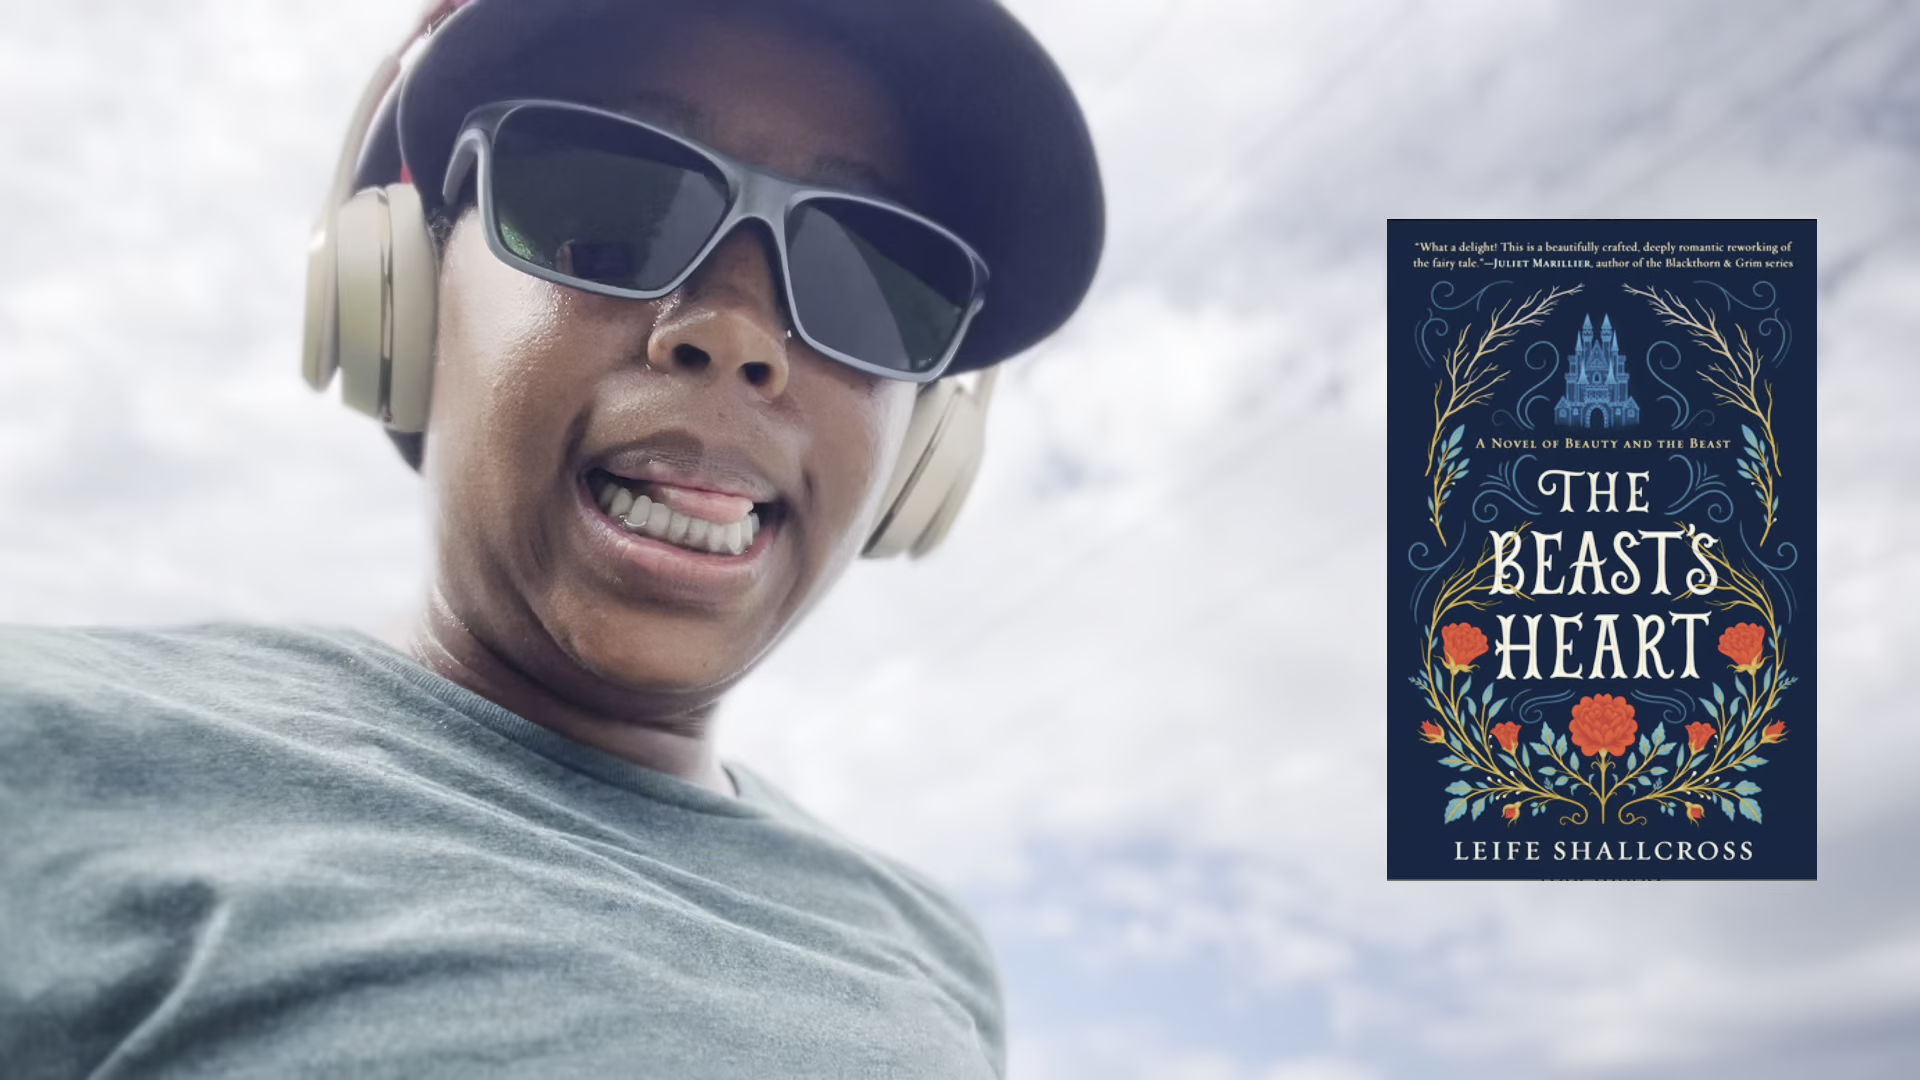 "What a delight! This is a beautifully crafted, deeply romantic reworking of
the fairy tale."—JULIET MARILLIER, author of the Blackthorn & Grim series
A NOVEL OF BEAUTY AND THE BEAST
THE
BEAST'S
HEART
LEIFE SHALLCROSS